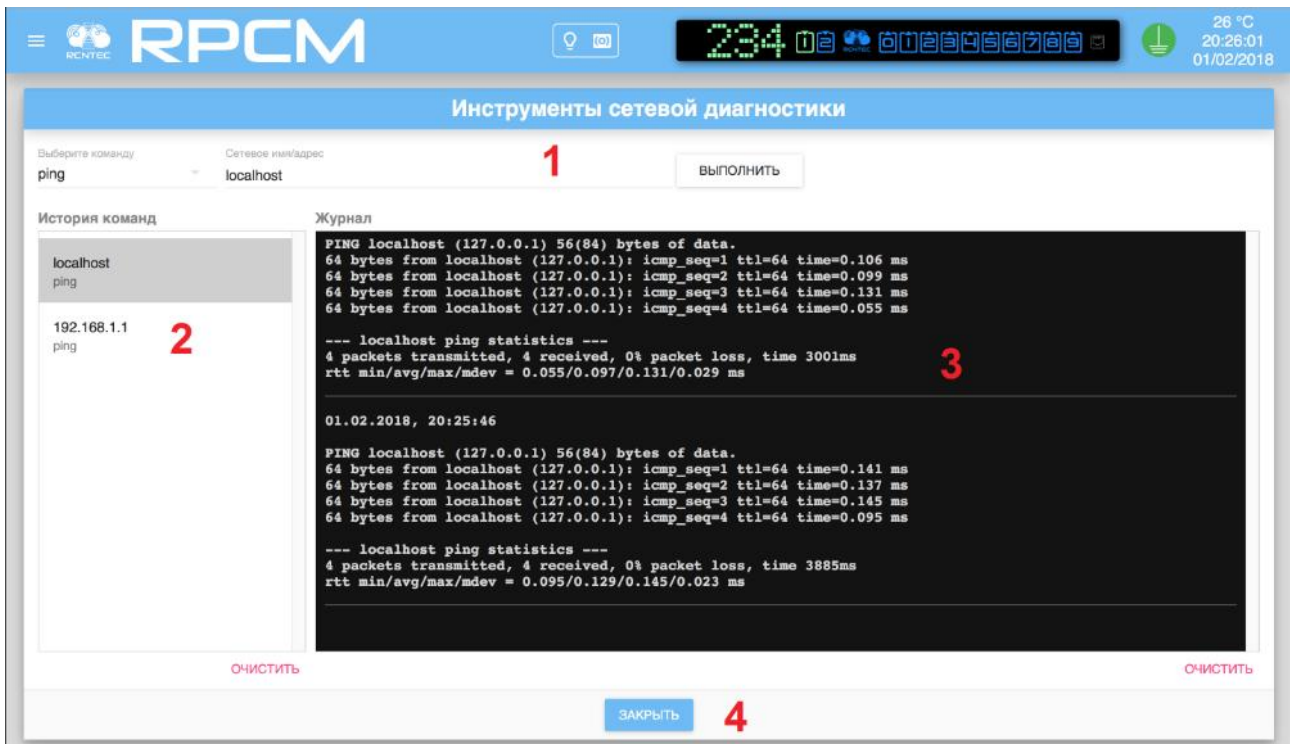 RCNTEC
RPCM
234 12 RCNTEC 0123456789
26 °C
20:26:01
01/02/2018
Инструменты сетевой диагностики
Выберите команду
ping
Сетевое имя/адрес
localhost
1
ВЫПОЛНИТЬ
История команд
localhost
ping
192.168.1.1
ping
2
ОЧИСТИТЬ
Журнал
PING localhost (127.0.0.1) 56(84) bytes of data.
64 bytes from localhost (127.0.0.1): icmp_seq=1 ttl=64 time=0.106 ms
64 bytes from localhost (127.0.0.1): icmp_seq=2 ttl=64 time=0.099 ms
64 bytes from localhost (127.0.0.1): icmp_seq=3 ttl=64 time=0.131 ms
64 bytes from localhost (127.0.0.1): icmp_seq=4 ttl=64 time=0.055 ms
--- localhost ping statistics ---
4 packets transmitted, 4 received, 0% packet loss, time 3001ms
rtt min/avg/max/mdev = 0.055/0.097/0.131/0.029 ms
3
01.02.2018, 20:25:46
PING localhost (127.0.0.1) 56(84) bytes of data.
64 bytes from localhost (127.0.0.1): icmp_seq=1 ttl=64 time=0.141 ms
64 bytes from localhost (127.0.0.1): icmp_seq=2 ttl=64 time=0.137 ms
64 bytes from localhost (127.0.0.1): icmp_seq=3 ttl=64 time=0.145 ms
64 bytes from localhost (127.0.0.1): icmp_seq=4 ttl=64 time=0.095 ms
--- localhost ping statistics ---
4 packets transmitted, 4 received, 0% packet loss, time 3885ms
rtt min/avg/max/mdev = 0.095/0.129/0.145/0.023 ms
ОЧИСТИТЬ
ЗАКРЫТЬ
4